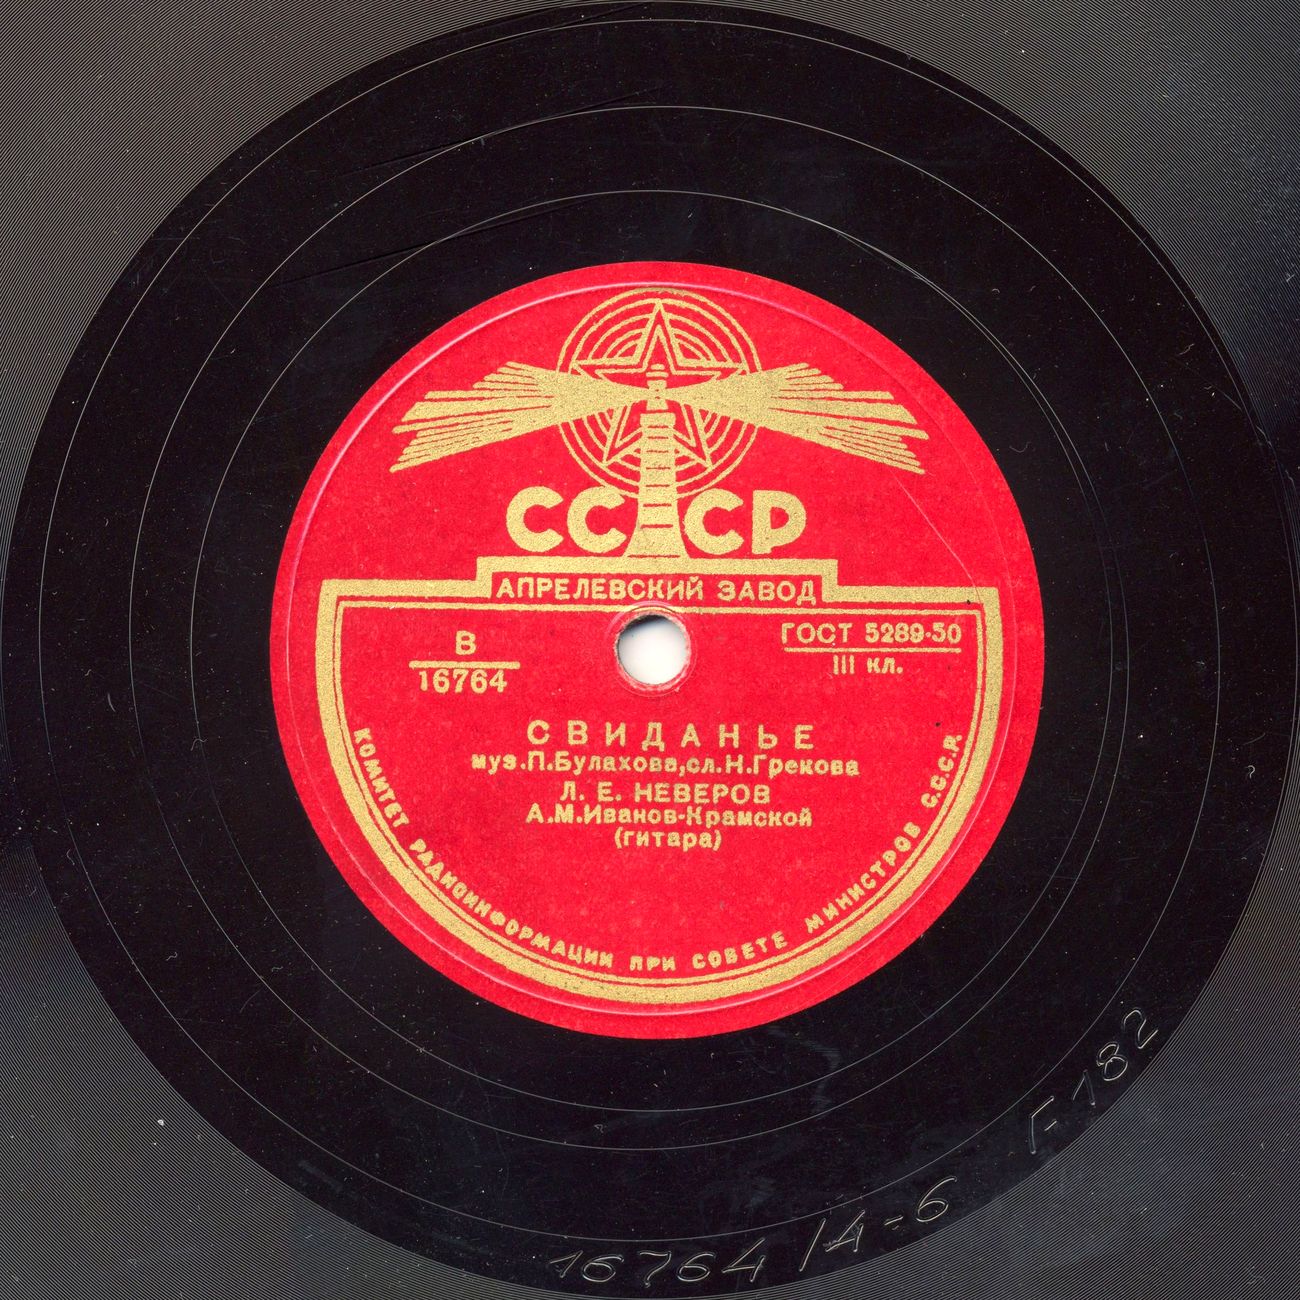 СССР
АПРЕЛЕВСКИЙ ЗАВОД
В
16764
ГОСТ 5289-50
III кл.
СВИДАНЬЕ
муз.П.Булахова,сл.Н.Грекова
Л. Е. НЕВЕРОВ
А.М.Иванов-Крамской
(гитара)
КОМИТЕТ РАДИОИНФОРМАЦИИ ПРИ СОВЕТЕ МИНИСТРОВ С.С.С.Р.
16764/4-6 Г-182